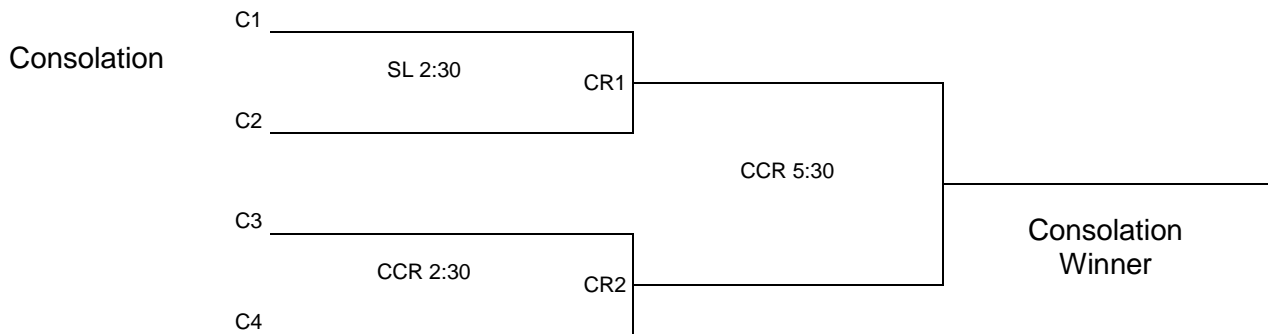 C1
Consolation
SL 2:30
CR1
C2
CCR 5:30
C3
Consolation
Winner
CCR 2:30
CR2
C4